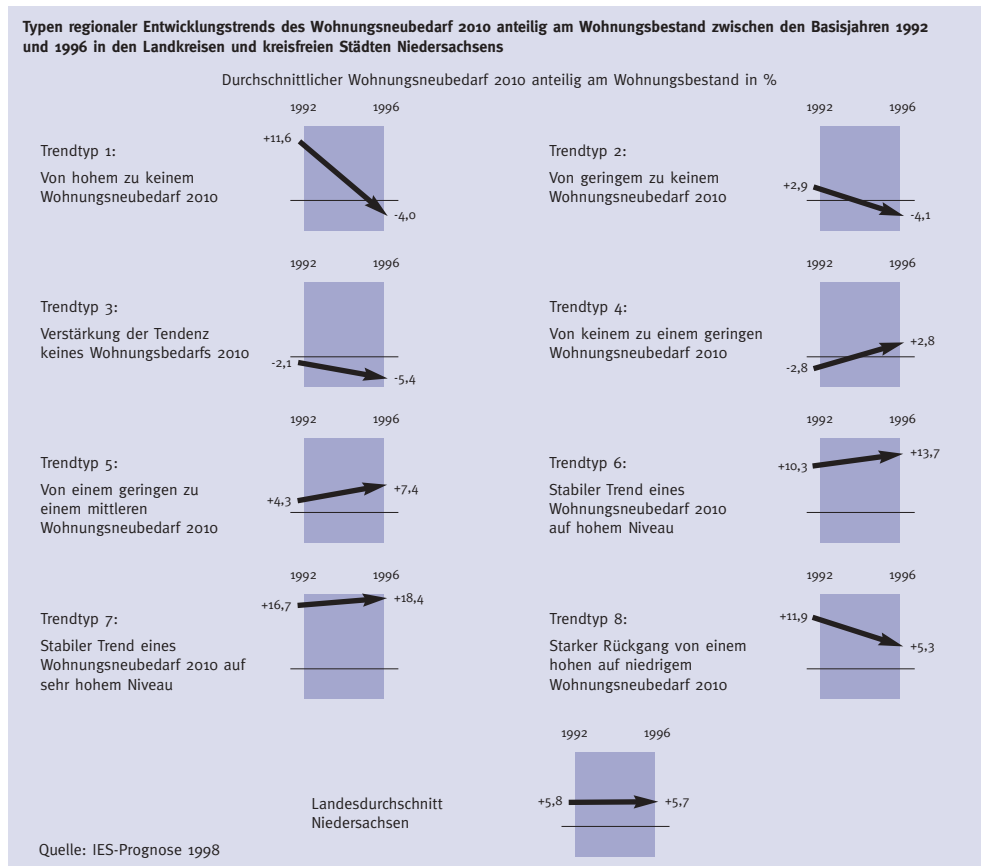 Typen regionaler Entwicklungstrends des Wohnungsneubedarf 2010 anteilig am Wohnungsbestand zwischen den Basisjahren 1992
und 1996 in den Landkreisen und kreisfreien Städten Niedersachsens
Durchschnittlicher Wohnungsneubedarf 2010 anteilig am Wohnungsbestand in %
1992 1996
Trendtyp 1:
Von hohem zu keinem
Wohnungsneubedarf 2010
+11,6
-4,0
1992 1996
Trendtyp 2:
Von geringem zu keinem
Wohnungsneubedarf 2010
+2,9
-4,1
1992 1996
Trendtyp 3:
Verstärkung der Tendenz
keines Wohnungsbedarfs 2010
-2,1
-5,4
1992 1996
Trendtyp 4:
Von keinem zu einem geringen
Wohnungsneubedarf 2010
-2,8
+2,8
1992 1996
Trendtyp 5:
Von einem geringen zu
einem mittleren
Wohnungsneubedarf 2010
+4,3
+7,4
1992 1996
Trendtyp 6:
Stabiler Trend eines
Wohnungsneubedarf 2010
auf hohem Niveau
+10,3
+13,7
1992 1996
Trendtyp 7:
Stabiler Trend eines
Wohnungsneubedarf 2010 auf
sehr hohem Niveau
+16,7
+18,4
1992 1996
Trendtyp 8:
Starker Rückgang von einem
hohen auf niedrigem
Wohnungsneubedarf 2010
+11,9
+5,3
1992 1996
Landesdurchschnitt
Niedersachsen
+5,8
+5,7
Quelle: IES-Prognose 1998